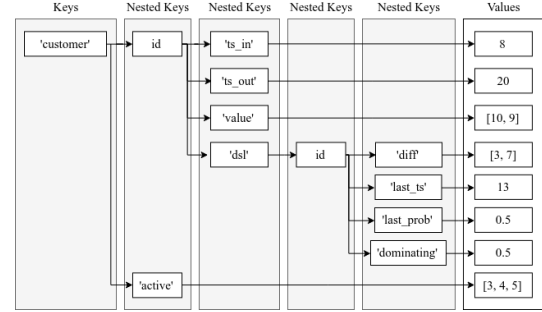 Keys Nested Keys Nested Keys Nested Keys Nested Keys Values
'customer' id 'ts_in' 8
'ts_out' 20
'value' [10, 9]
'dsl' id 'diff' [3, 7]
'last_ts' 13
'last_prob' 0.5
'dominating' 0.5
'active' [3, 4, 5]